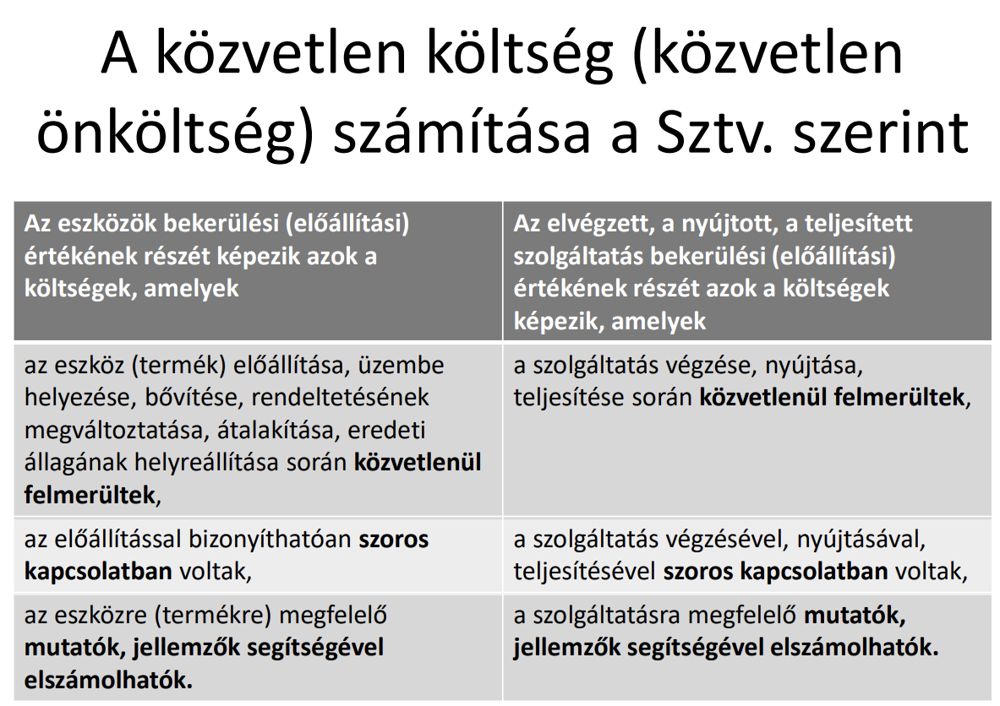 A közvetlen költség (közvetlen
önköltség) számítása a Sztv. szerint
Az eszközök bekerülési (előállítási)
értékének részét képezik azok a
költségek, amelyek
Az elvégzett, a nyújtott, a teljesített
szolgáltatás bekerülési (előállítási)
értékének részét azok a költségek
képezik, amelyek
az eszköz (termék) előállítása, üzembe
helyezése, bővítése, rendeltetésének
megváltoztatása, átalakítása, eredeti
állagának helyreállítása során közvetlenül
felmerültek,
a szolgáltatás végzése, nyújtása,
teljesítése során közvetlenül felmerültek,
az előállítással bizonyíthatóan szoros
kapcsolatban voltak,
a szolgáltatás végzésével, nyújtásával,
teljesítésével szoros kapcsolatban voltak,
az eszközre (termékre) megfelelő
mutatók, jellemzők segítségével
elszámolhatók.
a szolgáltatásra megfelelő mutatók,
jellemzők segítségével elszámolhatók.